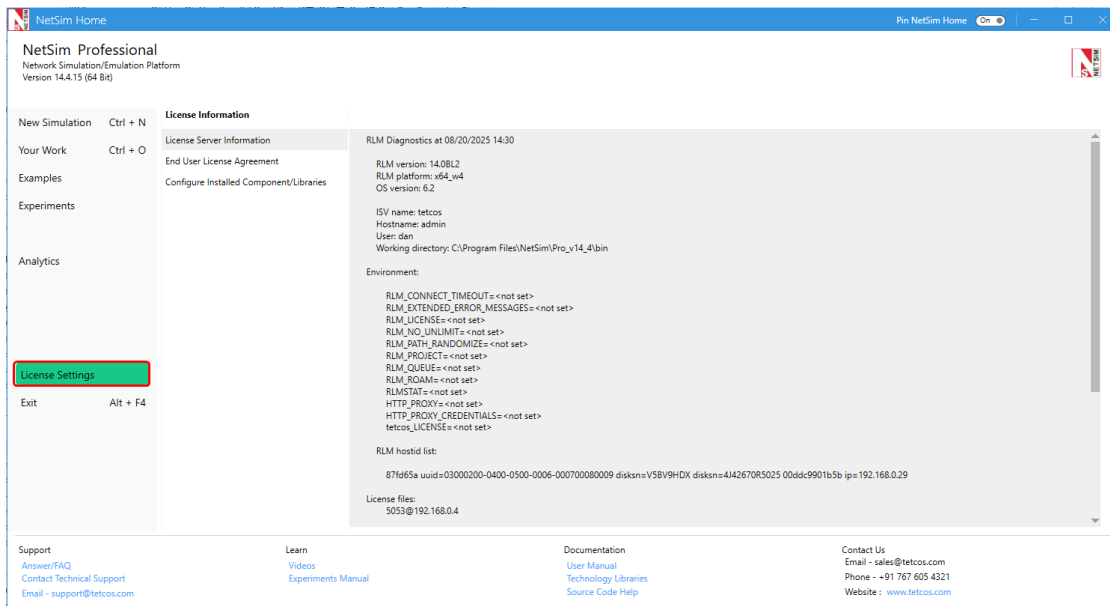 NetSim Home
Pin NetSim Home On
NetSim Professional
Network Simulation/Emulation Platform
Version 14.4.15 (64 Bit)
NETSIM
New Simulation Ctrl + N
Your Work Ctrl + O
Examples
Experiments
Analytics
License Settings
Exit Alt + F4
License Information
License Server Information
End User License Agreement
Configure Installed Component/Libraries
RLM Diagnostics at 08/20/2025 14:30
RLM version: 14.0BL2
RLM platform: x64_w4
OS version: 6.2
ISV name: tetcos
Hostname: admin
User: dan
Working directory: C:\Program Files\NetSim\Pro_v14_4\bin
Environment:
RLM_CONNECT_TIMEOUT=<not set>
RLM_EXTENDED_ERROR_MESSAGES=<not set>
RLM_LICENSE=<not set>
RLM_NO_UNLIMIT=<not set>
RLM_PATH_RANDOMIZE=<not set>
RLM_PROJECT=<not set>
RLM_QUEUE=<not set>
RLM_ROAM=<not set>
RLMSTAT=<not set>
HTTP_PROXY=<not set>
HTTP_PROXY_CREDENTIALS=<not set>
tetcos_LICENSE=<not set>
RLM hostid list:
87fd65a uuid=03000200-0400-0500-0006-000700080009 disksn=V5BV9HDX disksn=4J42670R5025 00ddc9901b5b ip=192.168.0.29
License files:
5053@192.168.0.4
Support
Answer/FAQ
Contact Technical Support
Email - support@tetcos.com
Learn
Videos
Experiments Manual
Documentation
User Manual
Technology Libraries
Source Code Help
Contact Us
Email - sales@tetcos.com
Phone - +91 767 605 4321
Website : www.tetcos.com